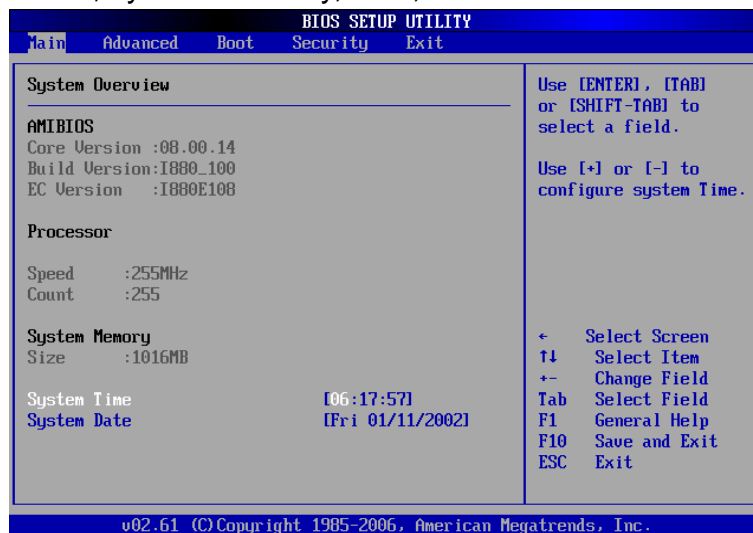 BIOS SETUP UTILITY
Main Advanced Boot Security Exit
System Overview
AMIBIOS
Core Version :08.00.14
Build Version:I880_100
EC Version :I880E108
Processor
Speed :255MHz
Count :255
System Memory
Size :1016MB
System Time [06:17:57]
System Date [Fri 01/11/2002]
Use [ENTER], [TAB]
or [SHIFT-TAB] to
select a field.
Use [+] or [-] to
configure system Time.
← Select Screen
↑↓ Select Item
+- Change Field
Tab Select Field
F1 General Help
F10 Save and Exit
ESC Exit
v02.61 (C)Copyright 1985-2006, American Megatrends, Inc.